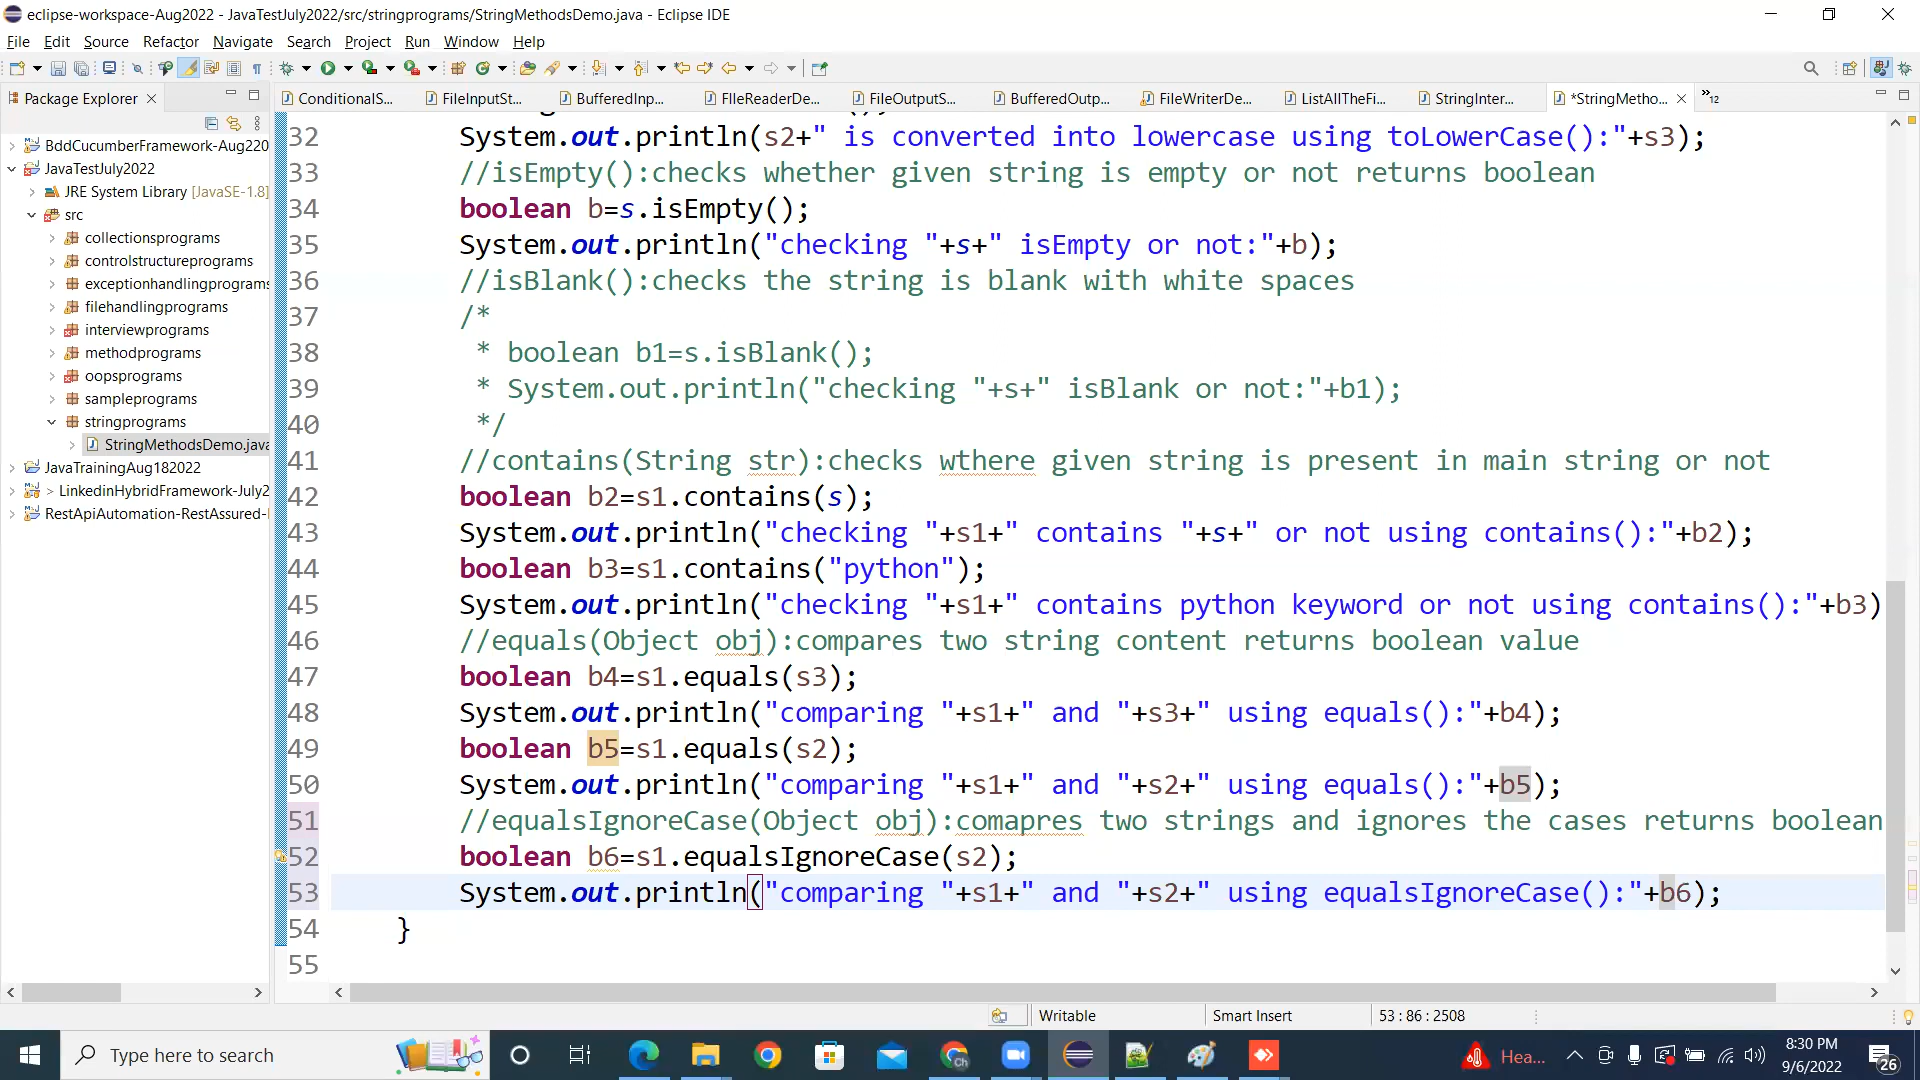 eclipse-workspace-Aug2022 - JavaTestJuly2022/src/stringprograms/StringMethodsDemo.java - Eclipse IDE
File Edit Source Refactor Navigate Search Project Run Window Help
Package Explorer
ConditionalS... FileInputSt... BufferedInp... FIleReaderDe... FileOutputS... BufferedOutp... FileWriterDe... ListAllTheFi... StringInter... *StringMetho... »12
BddCucumberFramework-Aug220
JavaTestJuly2022
JRE System Library [JavaSE-1.8]
src
collectionsprograms
controlstructureprograms
exceptionhandlingprograms
filehandlingprograms
interviewprograms
methodprograms
oopsprograms
sampleprograms
stringprograms
StringMethodsDemo.java
JavaTrainingAug182022
> LinkedinHybridFramework-July2
RestApiAutomation-RestAssured-
32 System.out.println(s2+" is converted into lowercase using toLowerCase():"+s3);
33 //isEmpty():checks whether given string is empty or not returns boolean
34 boolean b=s.isEmpty();
35 System.out.println("checking "+s+" isEmpty or not:"+b);
36 //isBlank():checks the string is blank with white spaces
37 /*
38 * boolean b1=s.isBlank();
39 * System.out.println("checking "+s+" isBlank or not:"+b1);
40 */
41 //contains(String str):checks wthere given string is present in main string or not
42 boolean b2=s1.contains(s);
43 System.out.println("checking "+s1+" contains "+s+" or not using contains():"+b2);
44 boolean b3=s1.contains("python");
45 System.out.println("checking "+s1+" contains python keyword or not using contains():"+b3)
46 //equals(Object obj):compares two string content returns boolean value
47 boolean b4=s1.equals(s3);
48 System.out.println("comparing "+s1+" and "+s3+" using equals():"+b4);
49 boolean b5=s1.equals(s2);
50 System.out.println("comparing "+s1+" and "+s2+" using equals():"+b5);
51 //equalsIgnoreCase(Object obj):comapres two strings and ignores the cases returns boolean
52 boolean b6=s1.equalsIgnoreCase(s2);
53 System.out.println("comparing "+s1+" and "+s2+" using equalsIgnoreCase():"+b6);
54 }
55
Writable Smart Insert 53 : 86 : 2508
Type here to search
Hea...
8:30 PM
9/6/2022
26